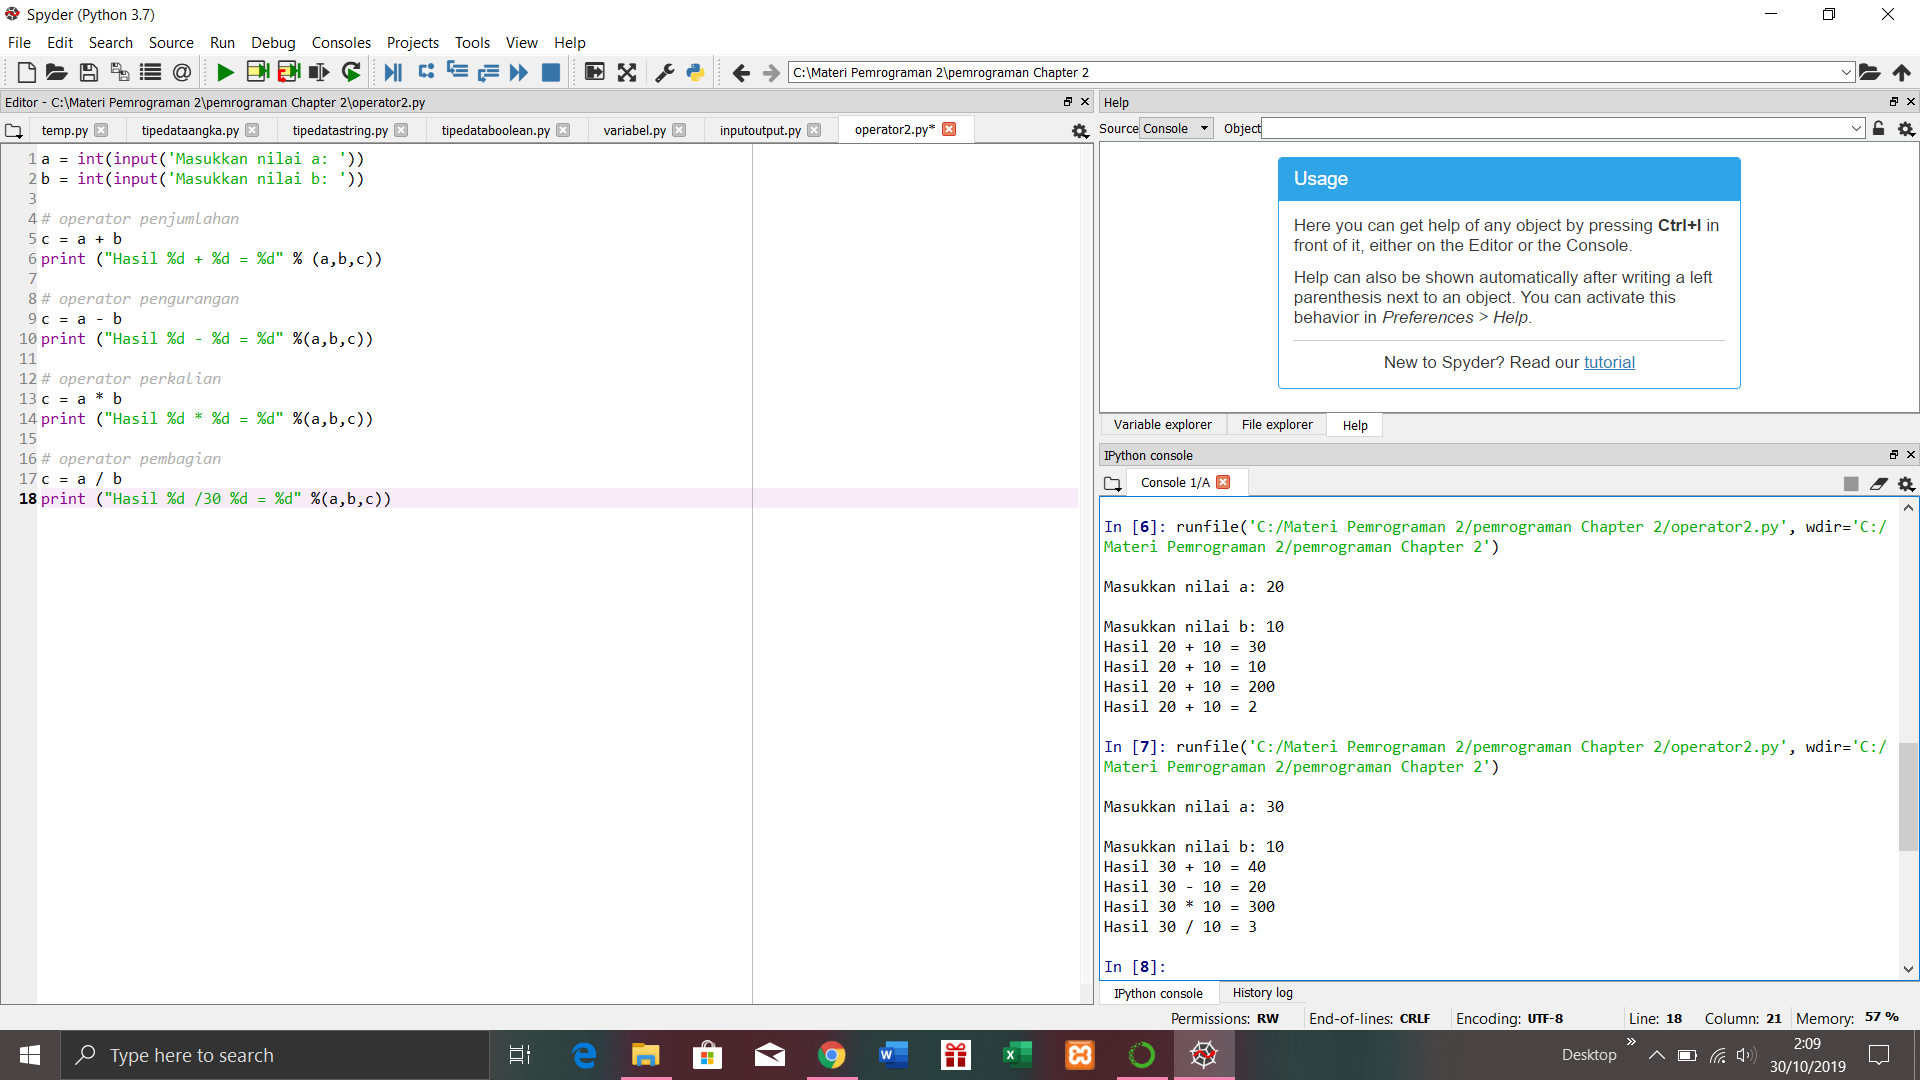 Spyder (Python 3.7)
File Edit Search Source Run Debug Consoles Projects Tools View Help
C:\Materi Pemrograman 2\pemrograman Chapter 2
Editor - C:\Materi Pemrograman 2\pemrograman Chapter 2\operator2.py
temp.py tipedataangka.py tipedatastring.py tipedataboolean.py variabel.py inputoutput.py operator2.py*
1 a = int(input('Masukkan nilai a: '))
2 b = int(input('Masukkan nilai b: '))
3
4 # operator penjumlahan
5 c = a + b
6 print ("Hasil %d + %d = %d" % (a,b,c))
7
8 # operator pengurangan
9 c = a - b
10 print ("Hasil %d - %d = %d" %(a,b,c))
11
12 # operator perkalian
13 c = a * b
14 print ("Hasil %d * %d = %d" %(a,b,c))
15
16 # operator pembagian
17 c = a / b
18 print ("Hasil %d /30 %d = %d" %(a,b,c))
Help
Source Console Object
Usage
Here you can get help of any object by pressing Ctrl+I in
front of it, either on the Editor or the Console.
Help can also be shown automatically after writing a left
parenthesis next to an object. You can activate this
behavior in Preferences > Help.
New to Spyder? Read our tutorial
Variable explorer File explorer Help
IPython console
Console 1/A
In [6]: runfile('C:/Materi Pemrograman 2/pemrograman Chapter 2/operator2.py', wdir='C:/
Materi Pemrograman 2/pemrograman Chapter 2')
Masukkan nilai a: 20
Masukkan nilai b: 10
Hasil 20 + 10 = 30
Hasil 20 + 10 = 10
Hasil 20 + 10 = 200
Hasil 20 + 10 = 2
In [7]: runfile('C:/Materi Pemrograman 2/pemrograman Chapter 2/operator2.py', wdir='C:/
Materi Pemrograman 2/pemrograman Chapter 2')
Masukkan nilai a: 30
Masukkan nilai b: 10
Hasil 30 + 10 = 40
Hasil 30 - 10 = 20
Hasil 30 * 10 = 300
Hasil 30 / 10 = 3
In [8]:
IPython console History log
Permissions: RW End-of-lines: CRLF Encoding: UTF-8 Line: 18 Column: 21 Memory: 57 %
Type here to search
Desktop
2:09
30/10/2019